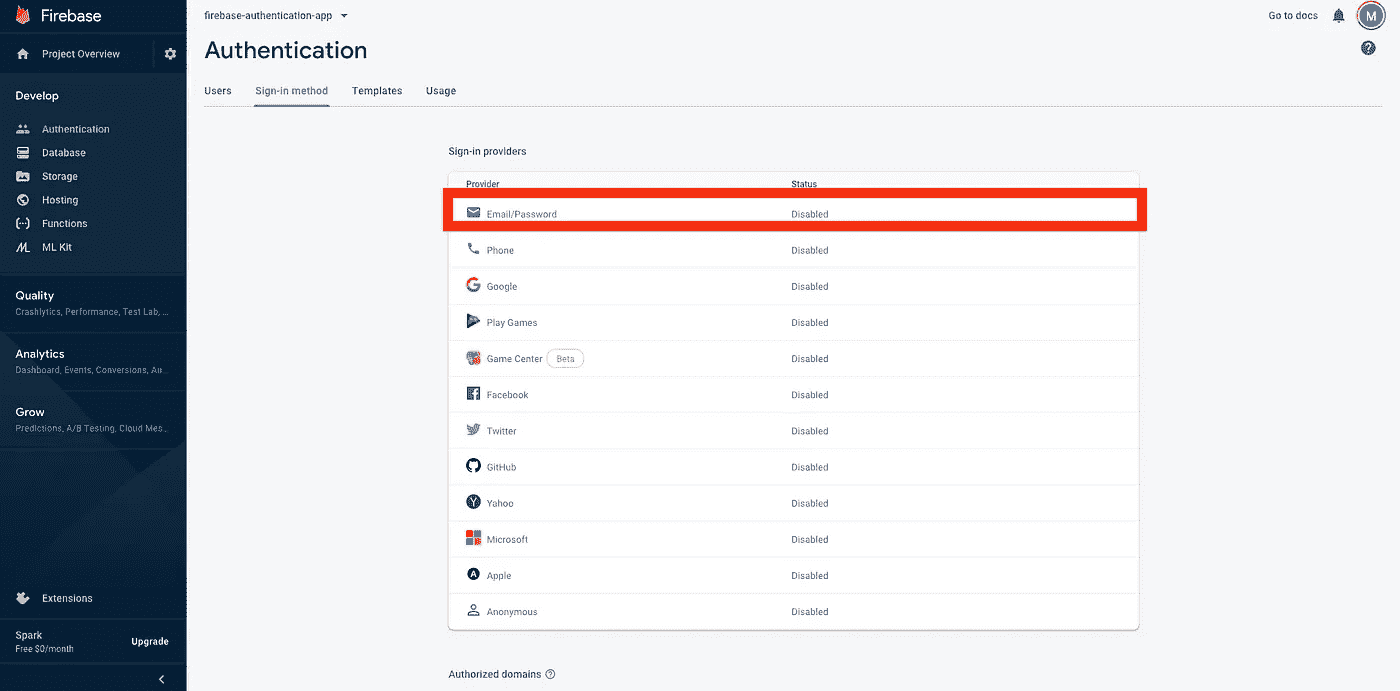 Firebase
Project Overview
Develop
Authentication
Database
Storage
Hosting
Functions
ML Kit
Quality
Crashlytics, Performance, Test Lab, ...
Analytics
Dashboard, Events, Conversions, Au...
Grow
Predictions, A/B Testing, Cloud Mes...
Extensions
Spark
Free $0/month
Upgrade
firebase-authentication-app
Go to docs
M
Authentication
Users Sign-in method Templates Usage
Sign-in providers
Provider Status
Email/Password Disabled
Phone Disabled
Google Disabled
Play Games Disabled
Game Center Beta Disabled
Facebook Disabled
Twitter Disabled
GitHub Disabled
Yahoo Disabled
Microsoft Disabled
Apple Disabled
Anonymous Disabled
Authorized domains